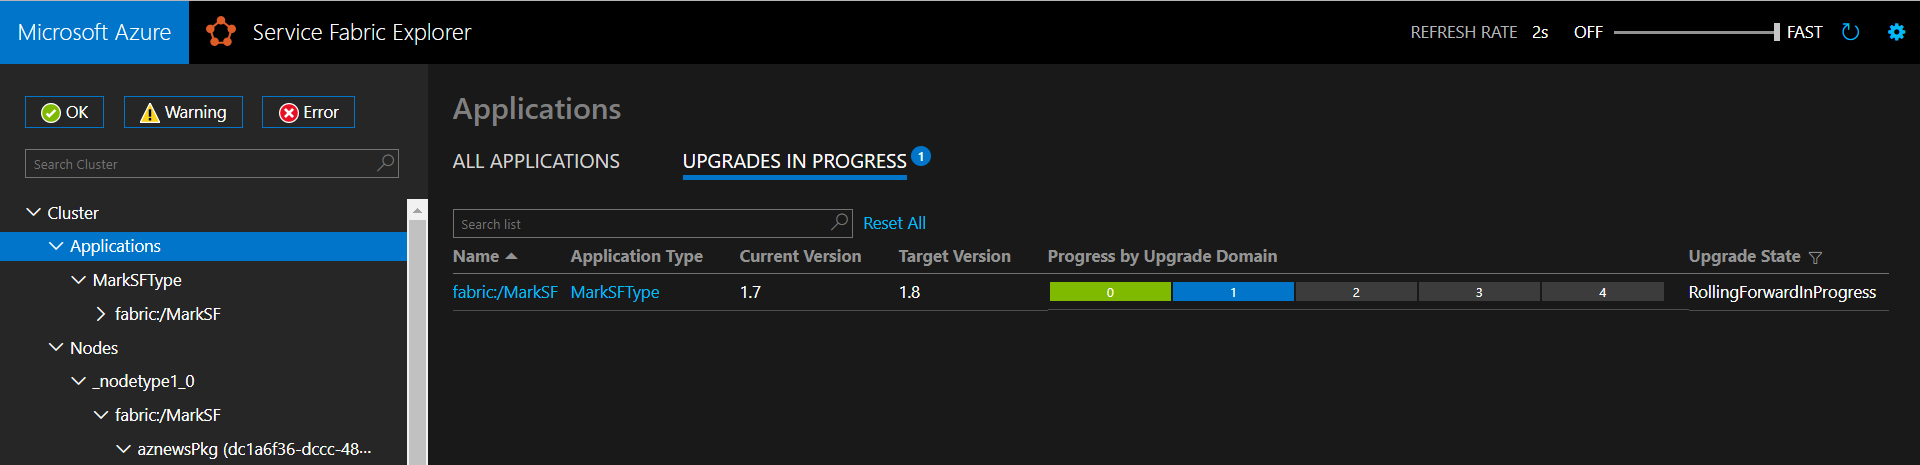 Microsoft Azure Service Fabric Explorer REFRESH RATE 2s OFF FAST
OK Warning Error
Search Cluster
Cluster
Applications
MarkSFType
fabric:/MarkSF
Nodes
_nodetype1_0
fabric:/MarkSF
aznewsPkg (dc1a6f36-dccc-48...
Applications
ALL APPLICATIONS UPGRADES IN PROGRESS 1
Search list Reset All
Name Application Type Current Version Target Version Progress by Upgrade Domain Upgrade State
fabric:/MarkSF MarkSFType 1.7 1.8 0 1 2 3 4 RollingForwardInProgress